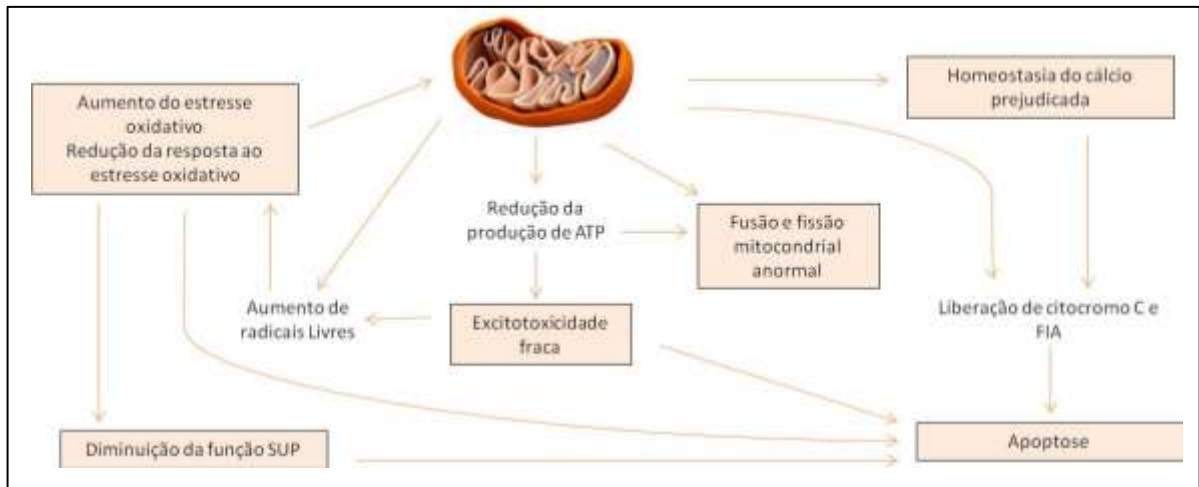 Aumento do estresse
oxidativo
Redução da resposta ao
estresse oxidativo
Homeostasia do cálcio
prejudicada
Redução da
produção de ATP
Fusão e fissão
mitocondrial
anormal
Aumento de
radicais Livres
Excitotoxicidade
fraca
Liberação de citocromo C e
FIA
Diminuição da função SUP
Apoptose